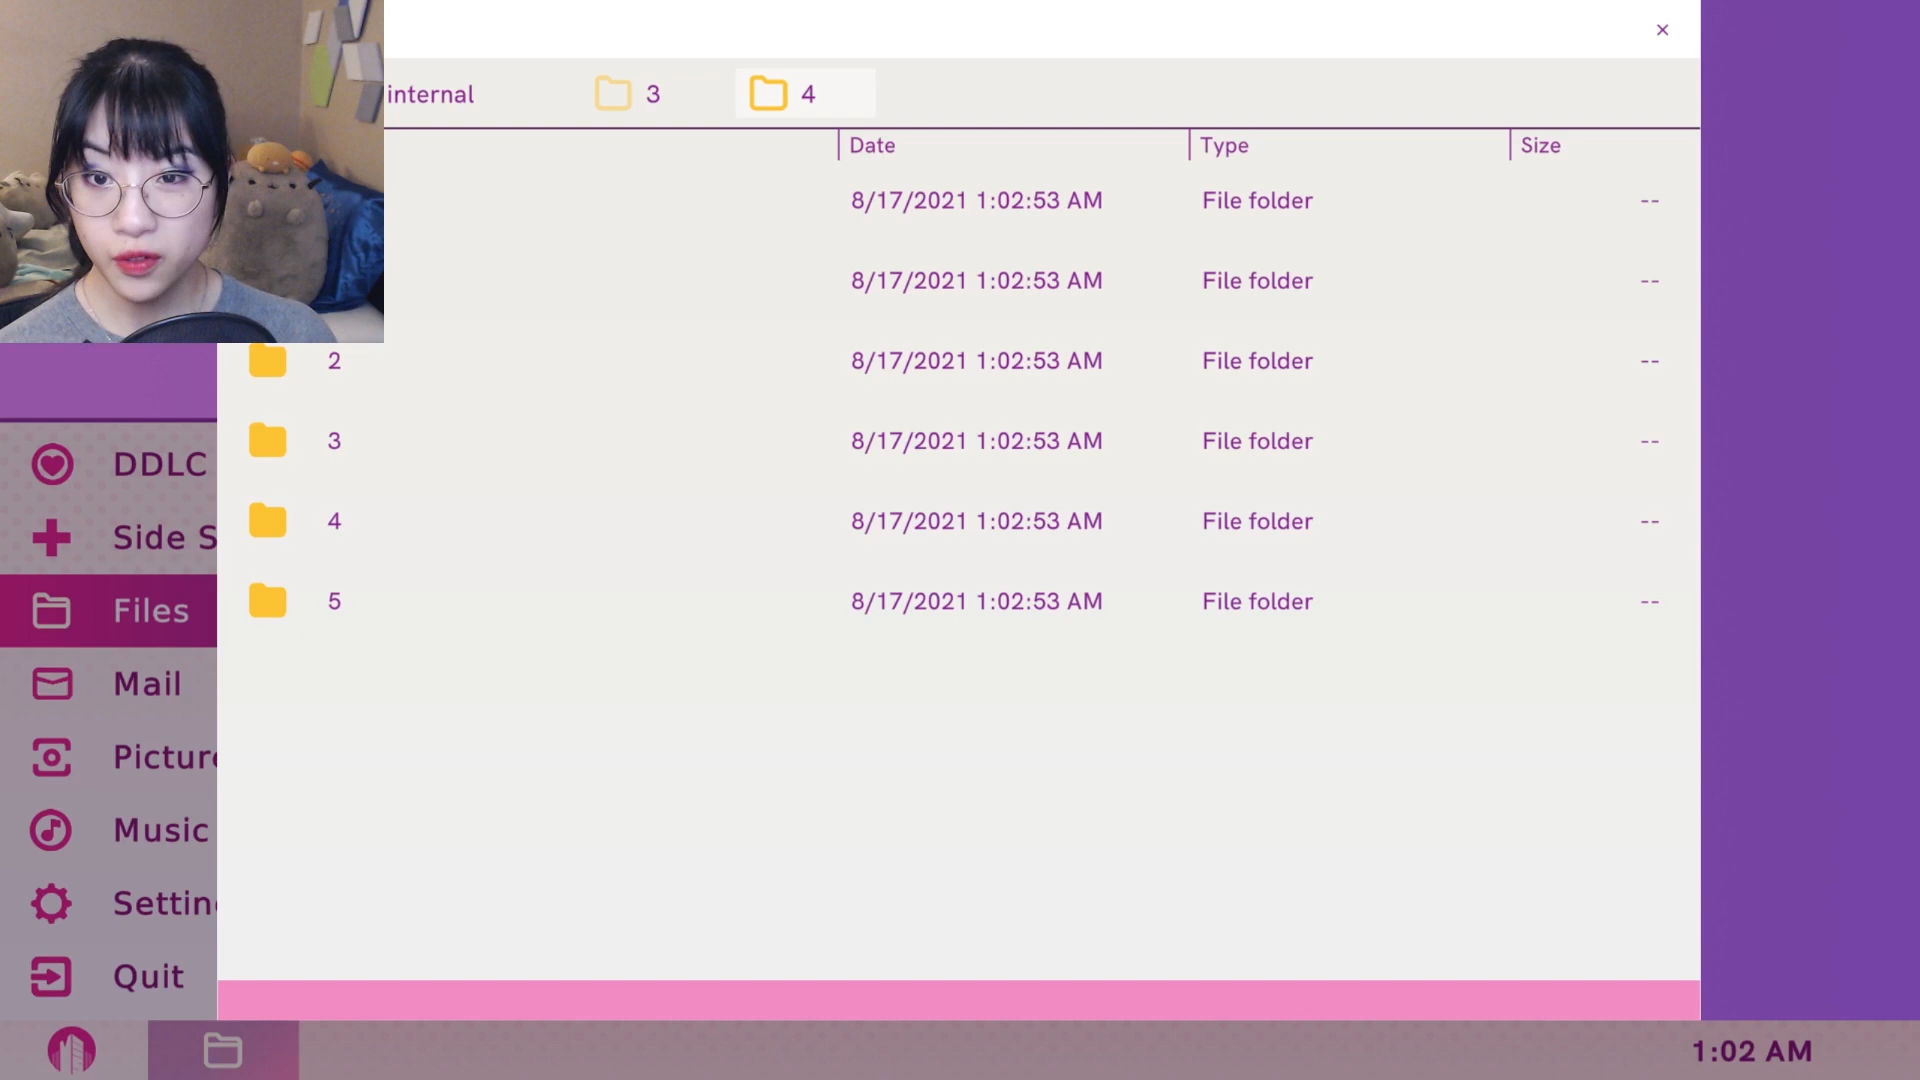 ×
internal 3 4
Date Type Size
8/17/2021 1:02:53 AM File folder --
8/17/2021 1:02:53 AM File folder --
2 8/17/2021 1:02:53 AM File folder --
3 8/17/2021 1:02:53 AM File folder --
4 8/17/2021 1:02:53 AM File folder --
5 8/17/2021 1:02:53 AM File folder --
DDLC
Side S
Files
Mail
Picture
Music
Setting
Quit
1:02 AM